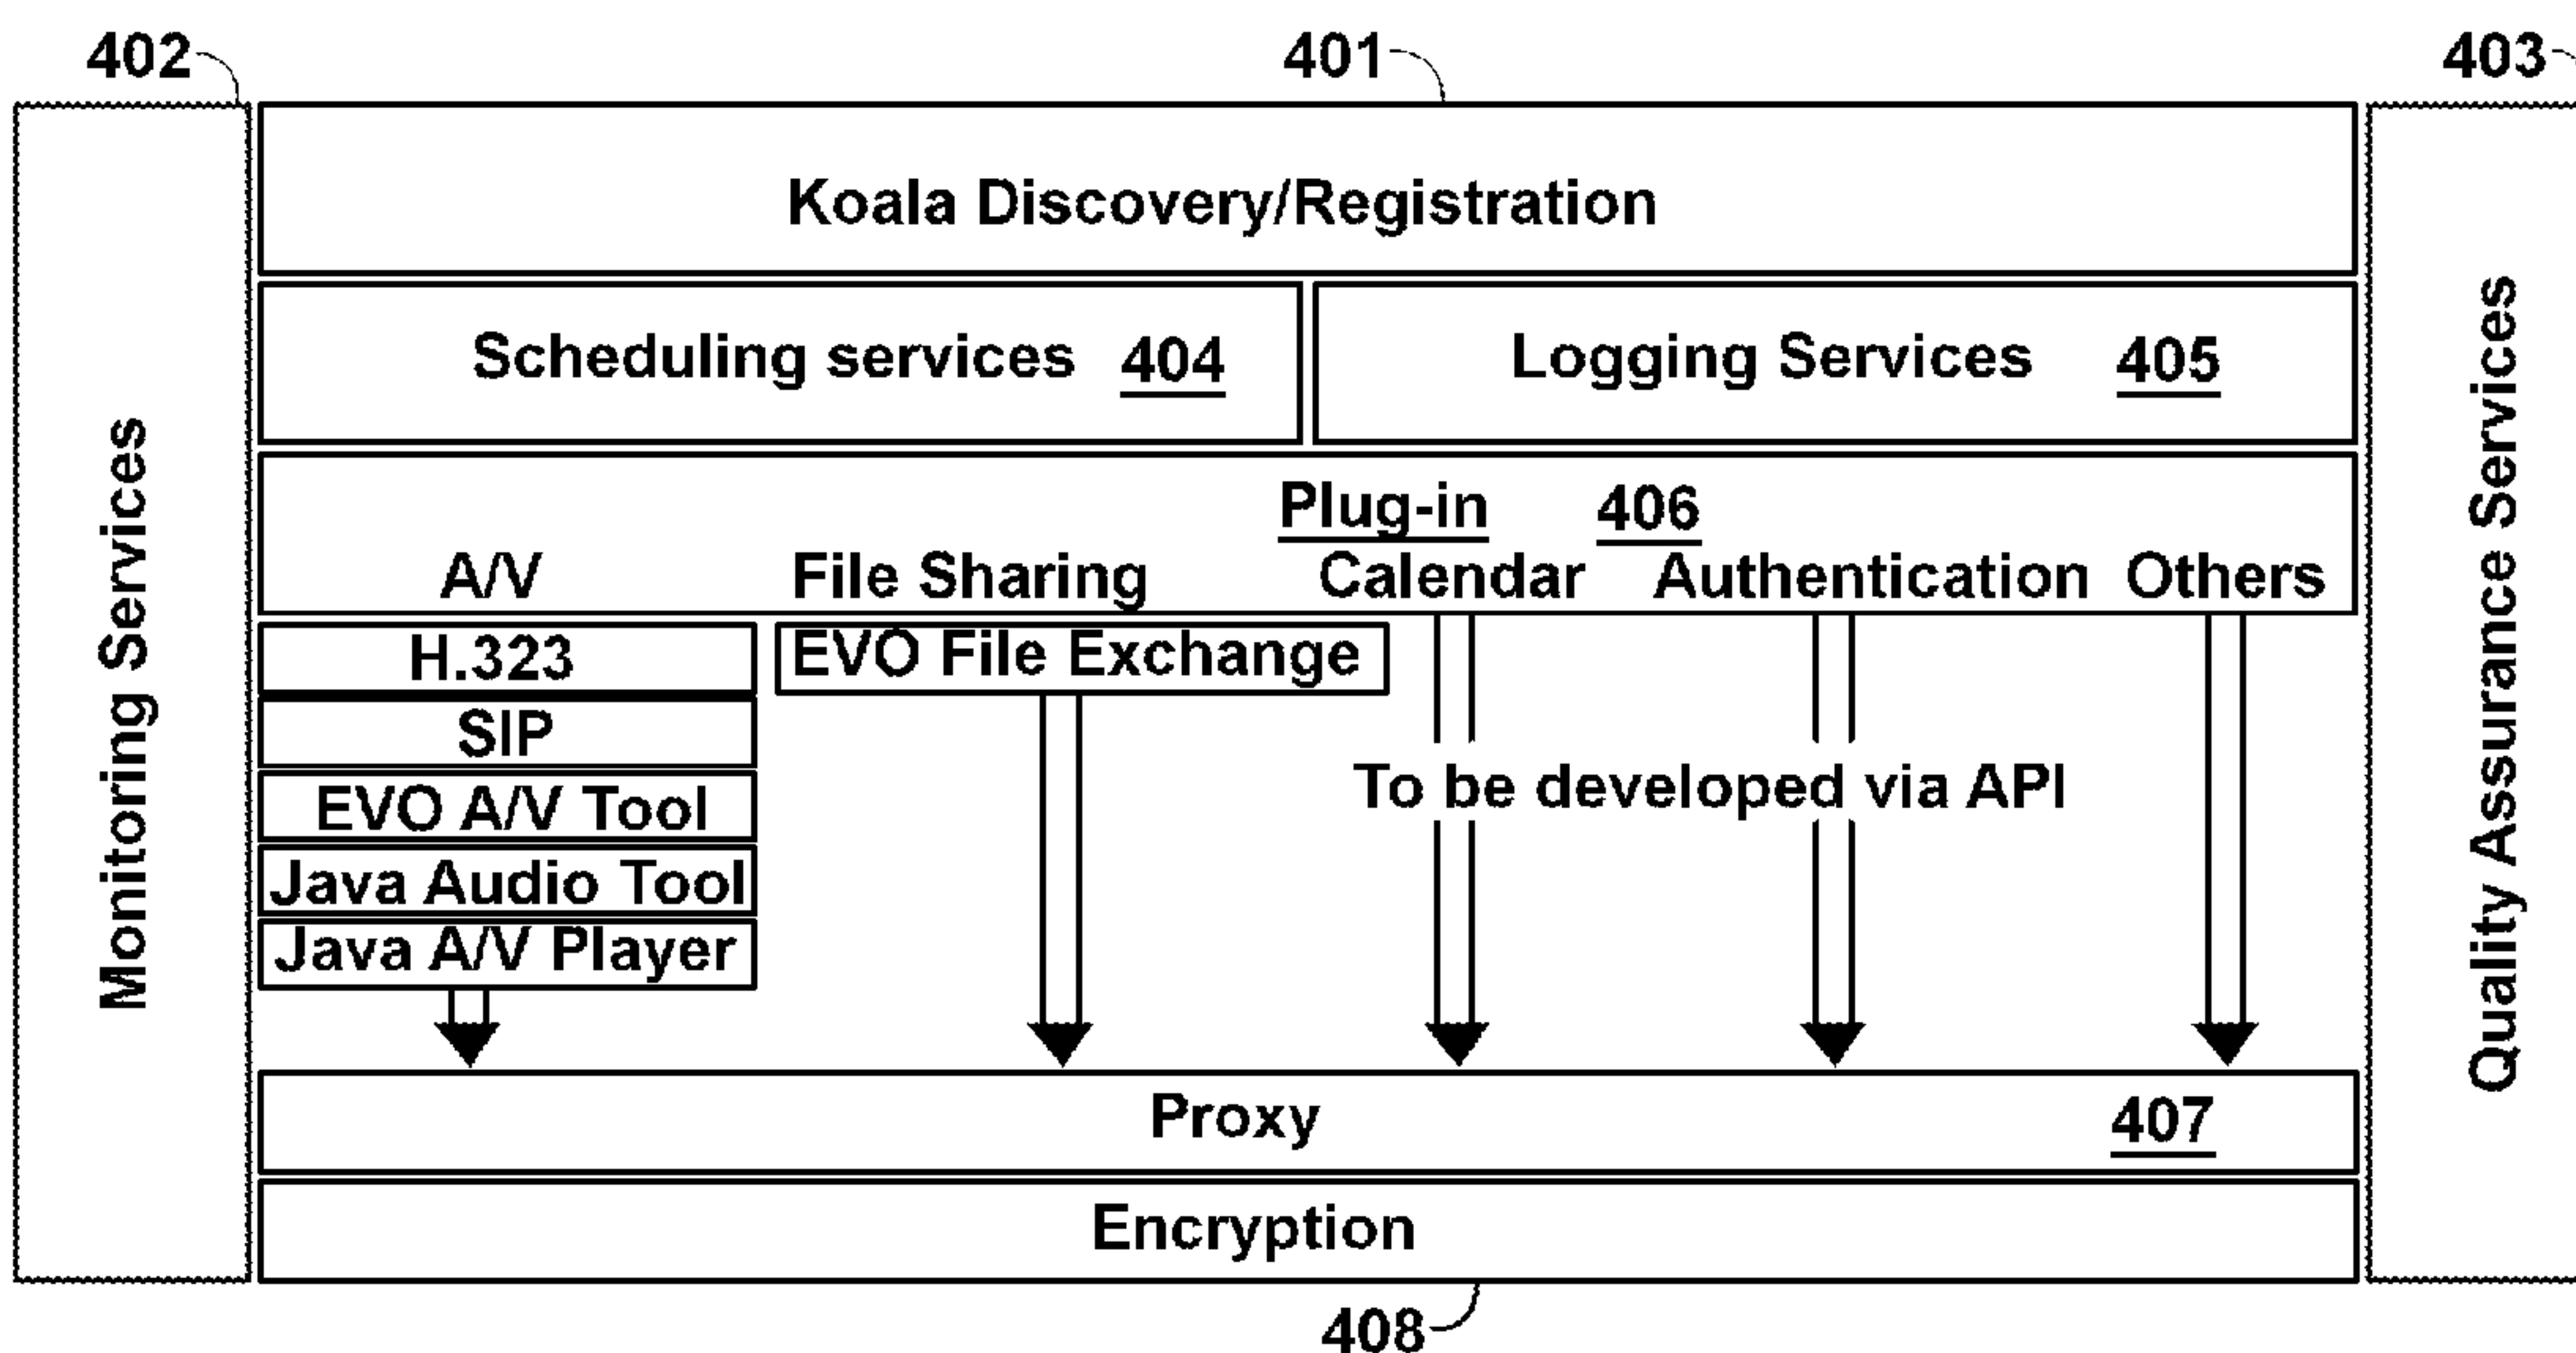 402
401
403
Koala Discovery/Registration
Scheduling services 404
Logging Services 405
Monitoring Services
Quality Assurance Services
Plug-in 406
A/V File Sharing Calendar Authentication Others
H.323
EVO File Exchange
SIP
EVO A/V Tool
To be developed via API
Java Audio Tool
Java A/V Player
Proxy 407
Encryption
408